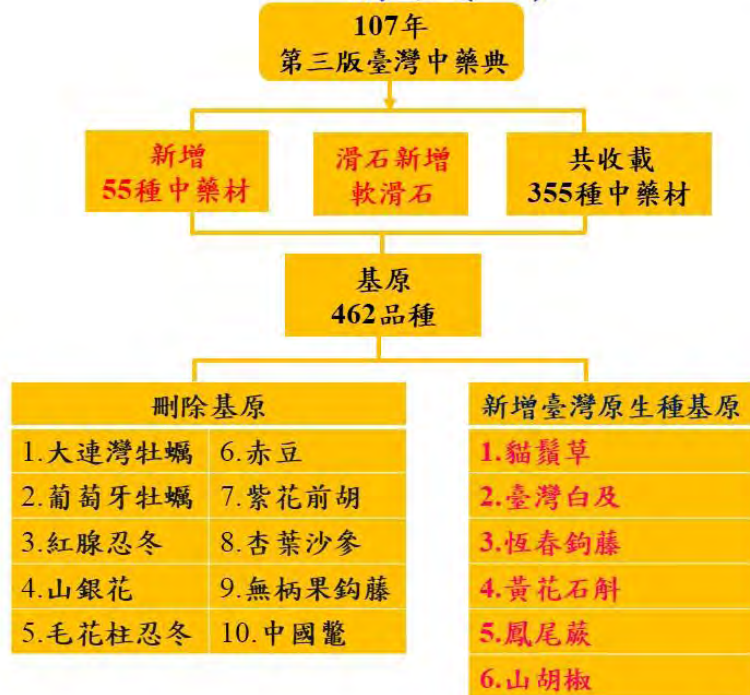 107年
第三版臺灣中藥典
新增
55種中藥材
滑石新增
軟滑石
共收載
355種中藥材
基原
462品種
刪除基原
1.大連灣牡蠣 6.赤豆
2.葡萄牙牡蠣 7.紫花前胡
3.紅腺忍冬 8.杏葉沙參
4.山銀花 9.無柄果鈎藤
5.毛花柱忍冬 10.中國鼈
新增臺灣原生種基原
1.貓鬚草
2.臺灣白及
3.恆春鈎藤
4.黃花石斛
5.鳳尾蕨
6.山胡椒